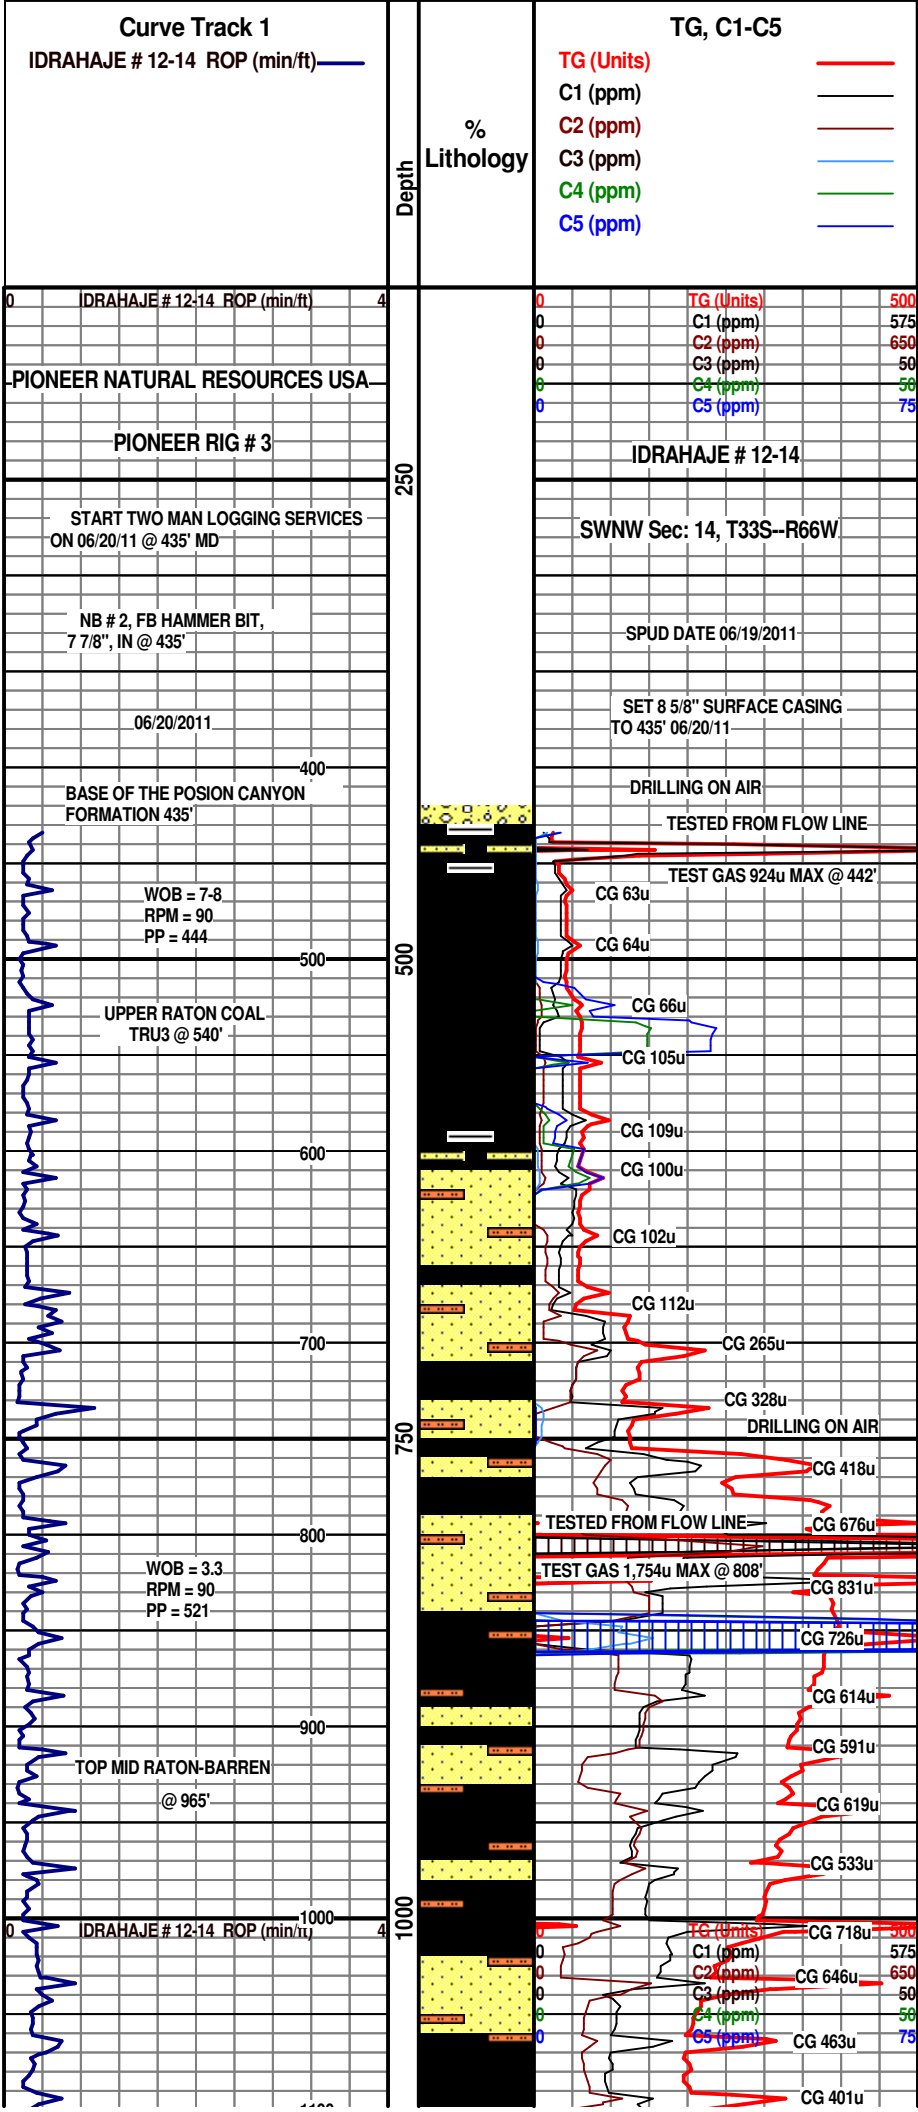 Curve Track 1
IDRAHAJE # 12-14 ROP (min/ft)
Depth
%
Lithology
TG, C1-C5
TG (Units)
C1 (ppm)
C2 (ppm)
C3 (ppm)
C4 (ppm)
C5 (ppm)
0 IDRAHAJE # 12-14 ROP (min/ft) 4
0 TG (Units) 500
0 C1 (ppm) 575
0 C2 (ppm) 650
0 C3 (ppm) 50
0 C4 (ppm) 50
0 C5 (ppm) 75
PIONEER NATURAL RESOURCES USA
PIONEER RIG # 3
IDRAHAJE # 12-14
250
START TWO MAN LOGGING SERVICES
ON 06/20/11 @ 435' MD
SWNW Sec: 14, T33S--R66W
NB # 2, FB HAMMER BIT,
7 7/8", IN @ 435'
SPUD DATE 06/19/2011
06/20/2011
SET 8 5/8" SURFACE CASING
TO 435' 06/20/11
400
BASE OF THE POSION CANYON
FORMATION 435'
DRILLING ON AIR
TESTED FROM FLOW LINE
TEST GAS 924u MAX @ 442'
WOB = 7-8
RPM = 90
PP = 444
CG 63u
CG 64u
500
500
UPPER RATON COAL
TRU3 @ 540'
CG 66u
CG 105u
CG 109u
600
CG 100u
CG 102u
CG 112u
700
CG 265u
CG 328u
DRILLING ON AIR
750
CG 418u
800
TESTED FROM FLOW LINE
CG 676u
WOB = 3.3
RPM = 90
PP = 521
TEST GAS 1,754u MAX @ 808'
CG 831u
CG 726u
CG 614u
900
CG 591u
TOP MID RATON-BARREN
@ 965'
CG 619u
CG 533u
1000
1000
0 IDRAHAJE # 12-14 ROP (min/ft) 4
0 TG (Units) 500
CG 718u
0 C1 (ppm) 575
0 C2 (ppm) 650
CG 646u
0 C3 (ppm) 50
0 C4 (ppm) 50
0 C5 (ppm) 75
CG 463u
CG 401u
1100